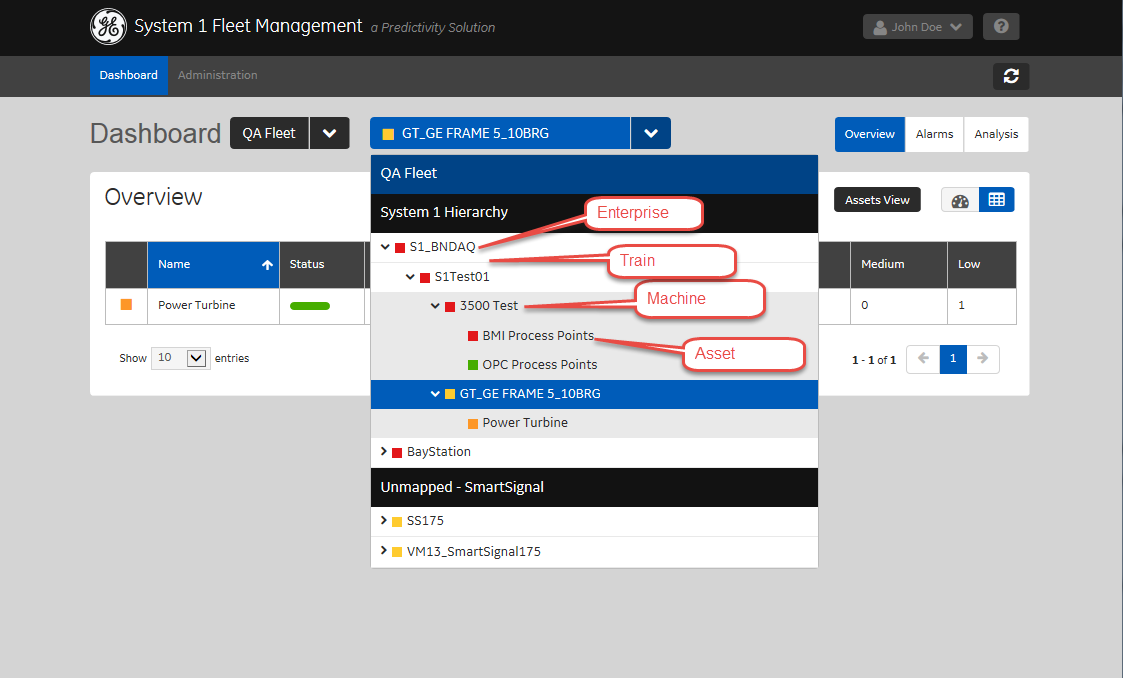 System 1 Fleet Management a Predictivity Solution
John Doe
?
Dashboard Administration
Dashboard QA Fleet GT_GE FRAME 5_10BRG Overview Alarms Analysis
QA Fleet
Overview
Assets View
System 1 Hierarchy
Enterprise
S1_BNDAQ
Train
Name Status Medium Low
S1Test01
Machine
Power Turbine 0 1
3500 Test
BMI Process Points
Asset
Show 10 entries
1 - 1 of 1
1
OPC Process Points
GT_GE FRAME 5_10BRG
Power Turbine
BayStation
Unmapped - SmartSignal
SS175
VM13_SmartSignal175